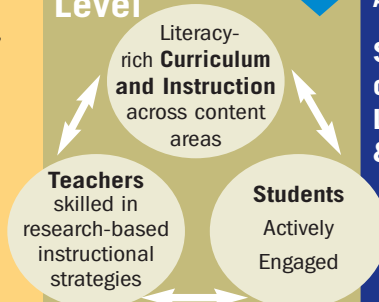 Level
Literacy-
rich Curriculum
and Instruction
across content
areas
Teachers
skilled in
research-based
instructional
strategies
Students
Actively
Engaged